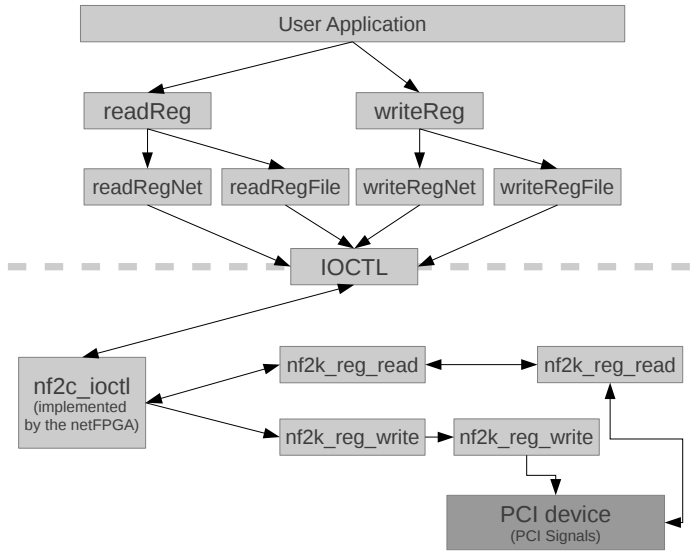 User Application
readReg
writeReg
readRegNet
readRegFile
writeRegNet
writeRegFile
IOCTL
nf2c_ioctl
(implemented
by the netFPGA)
nf2k_reg_read
nf2k_reg_read
nf2k_reg_write
nf2k_reg_write
PCI device
(PCI Signals)